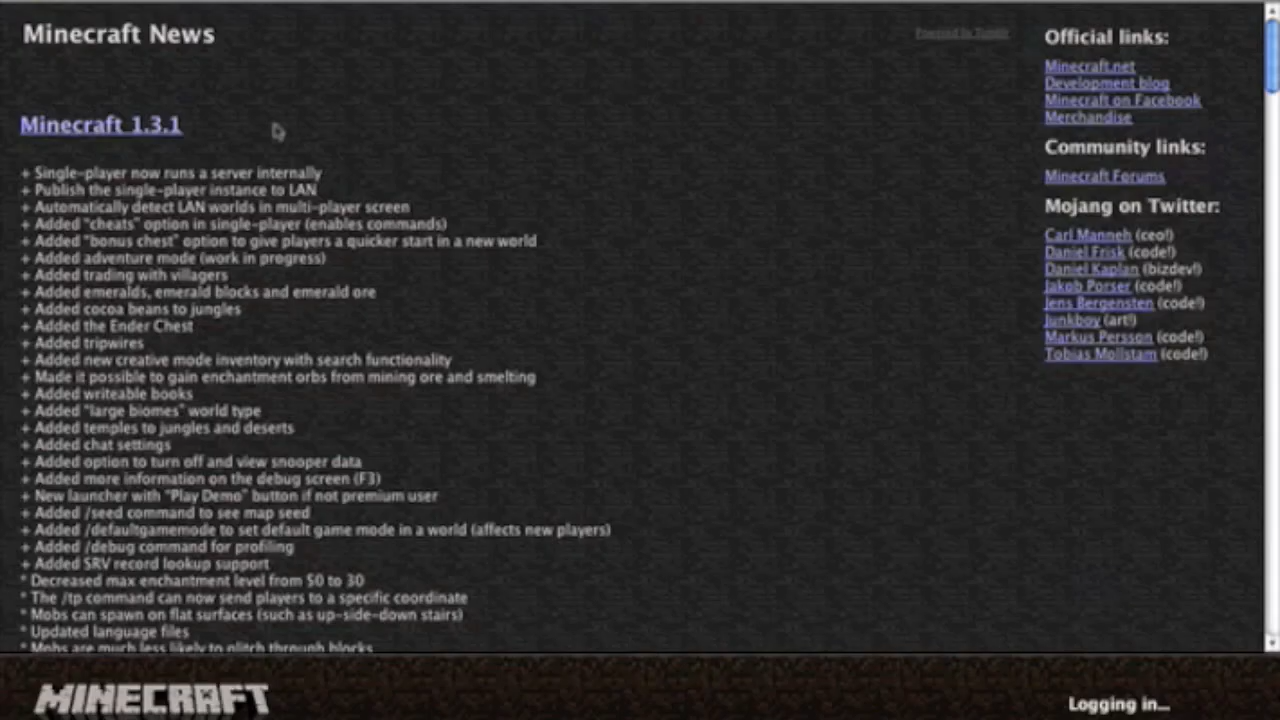 Minecraft News
Powered by Tumblr
Minecraft 1.3.1
+ Single-player now runs a server internally
+ Publish the single-player instance to LAN
+ Automatically detect LAN worlds in multi-player screen
+ Added "cheats" option in single-player (enables commands)
+ Added "bonus chest" option to give players a quicker start in a new world
+ Added adventure mode (work in progress)
+ Added trading with villagers
+ Added emeralds, emerald blocks and emerald ore
+ Added cocoa beans to jungles
+ Added the Ender Chest
+ Added tripwires
+ Added new creative mode inventory with search functionality
+ Made it possible to gain enchantment orbs from mining ore and smelting
+ Added writeable books
+ Added "large biomes" world type
+ Added temples to jungles and deserts
+ Added chat settings
+ Added option to turn off and view snooper data
+ Added more information on the debug screen (F3)
+ New launcher with "Play Demo" button if not premium user
+ Added /seed command to see map seed
+ Added /defaultgamemode to set default game mode in a world (affects new players)
+ Added /debug command for profiling
+ Added SRV record lookup support
* Decreased max enchantment level from 50 to 30
* The /tp command can now send players to a specific coordinate
* Mobs can spawn on flat surfaces (such as up-side-down stairs)
* Updated language files
* Mobs are much less likely to glitch through blocks
Official links:
Minecraft.net
Development blog
Minecraft on Facebook
Merchandise
Community links:
Minecraft Forums
Mojang on Twitter:
Carl Manneh (ceo!)
Daniel Frisk (code!)
Daniel Kaplan (bizdev!)
Jakob Porser (code!)
Jens Bergensten (code!)
Junkboy (art!)
Markus Persson (code!)
Tobias Mollstam (code!)
MINECRAFT
Logging in...